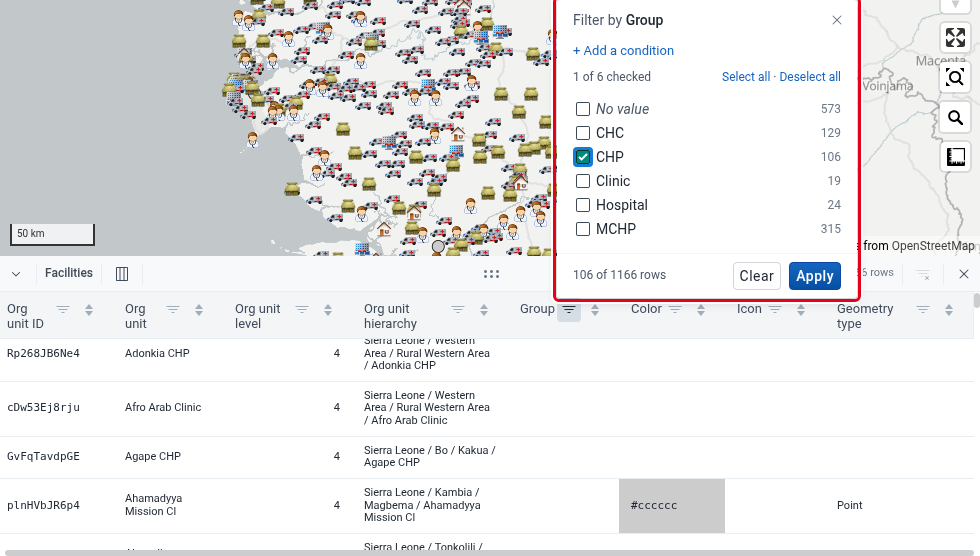 Filter by Group
+ Add a condition
1 of 6 checked
Select all · Deselect all
No value 573
CHC 129
CHP 106
Clinic 19
Hospital 24
MCHP 315
106 of 1166 rows
Clear
Apply
Macenta
Voinjama
50 km
from OpenStreetMap
Facilities
6 rows
Org unit ID
Org unit
Org unit level
Org unit hierarchy
Group
Color
Icon
Geometry type
Rp268JB6Ne4
Adonkia CHP
4
Sierra Leone / Western
Area / Rural Western Area
/ Adonkia CHP
cDw53Ej8rju
Afro Arab Clinic
4
Sierra Leone / Western
Area / Rural Western Area
/ Afro Arab Clinic
GvFqTavdpGE
Agape CHP
4
Sierra Leone / Bo / Kakua /
Agape CHP
plnHVbJR6p4
Ahamadyya
Mission Cl
4
Sierra Leone / Kambia /
Magbema / Ahamadyya
Mission Cl
#cccccc
Point
Sierra Leone / Tonkolili /